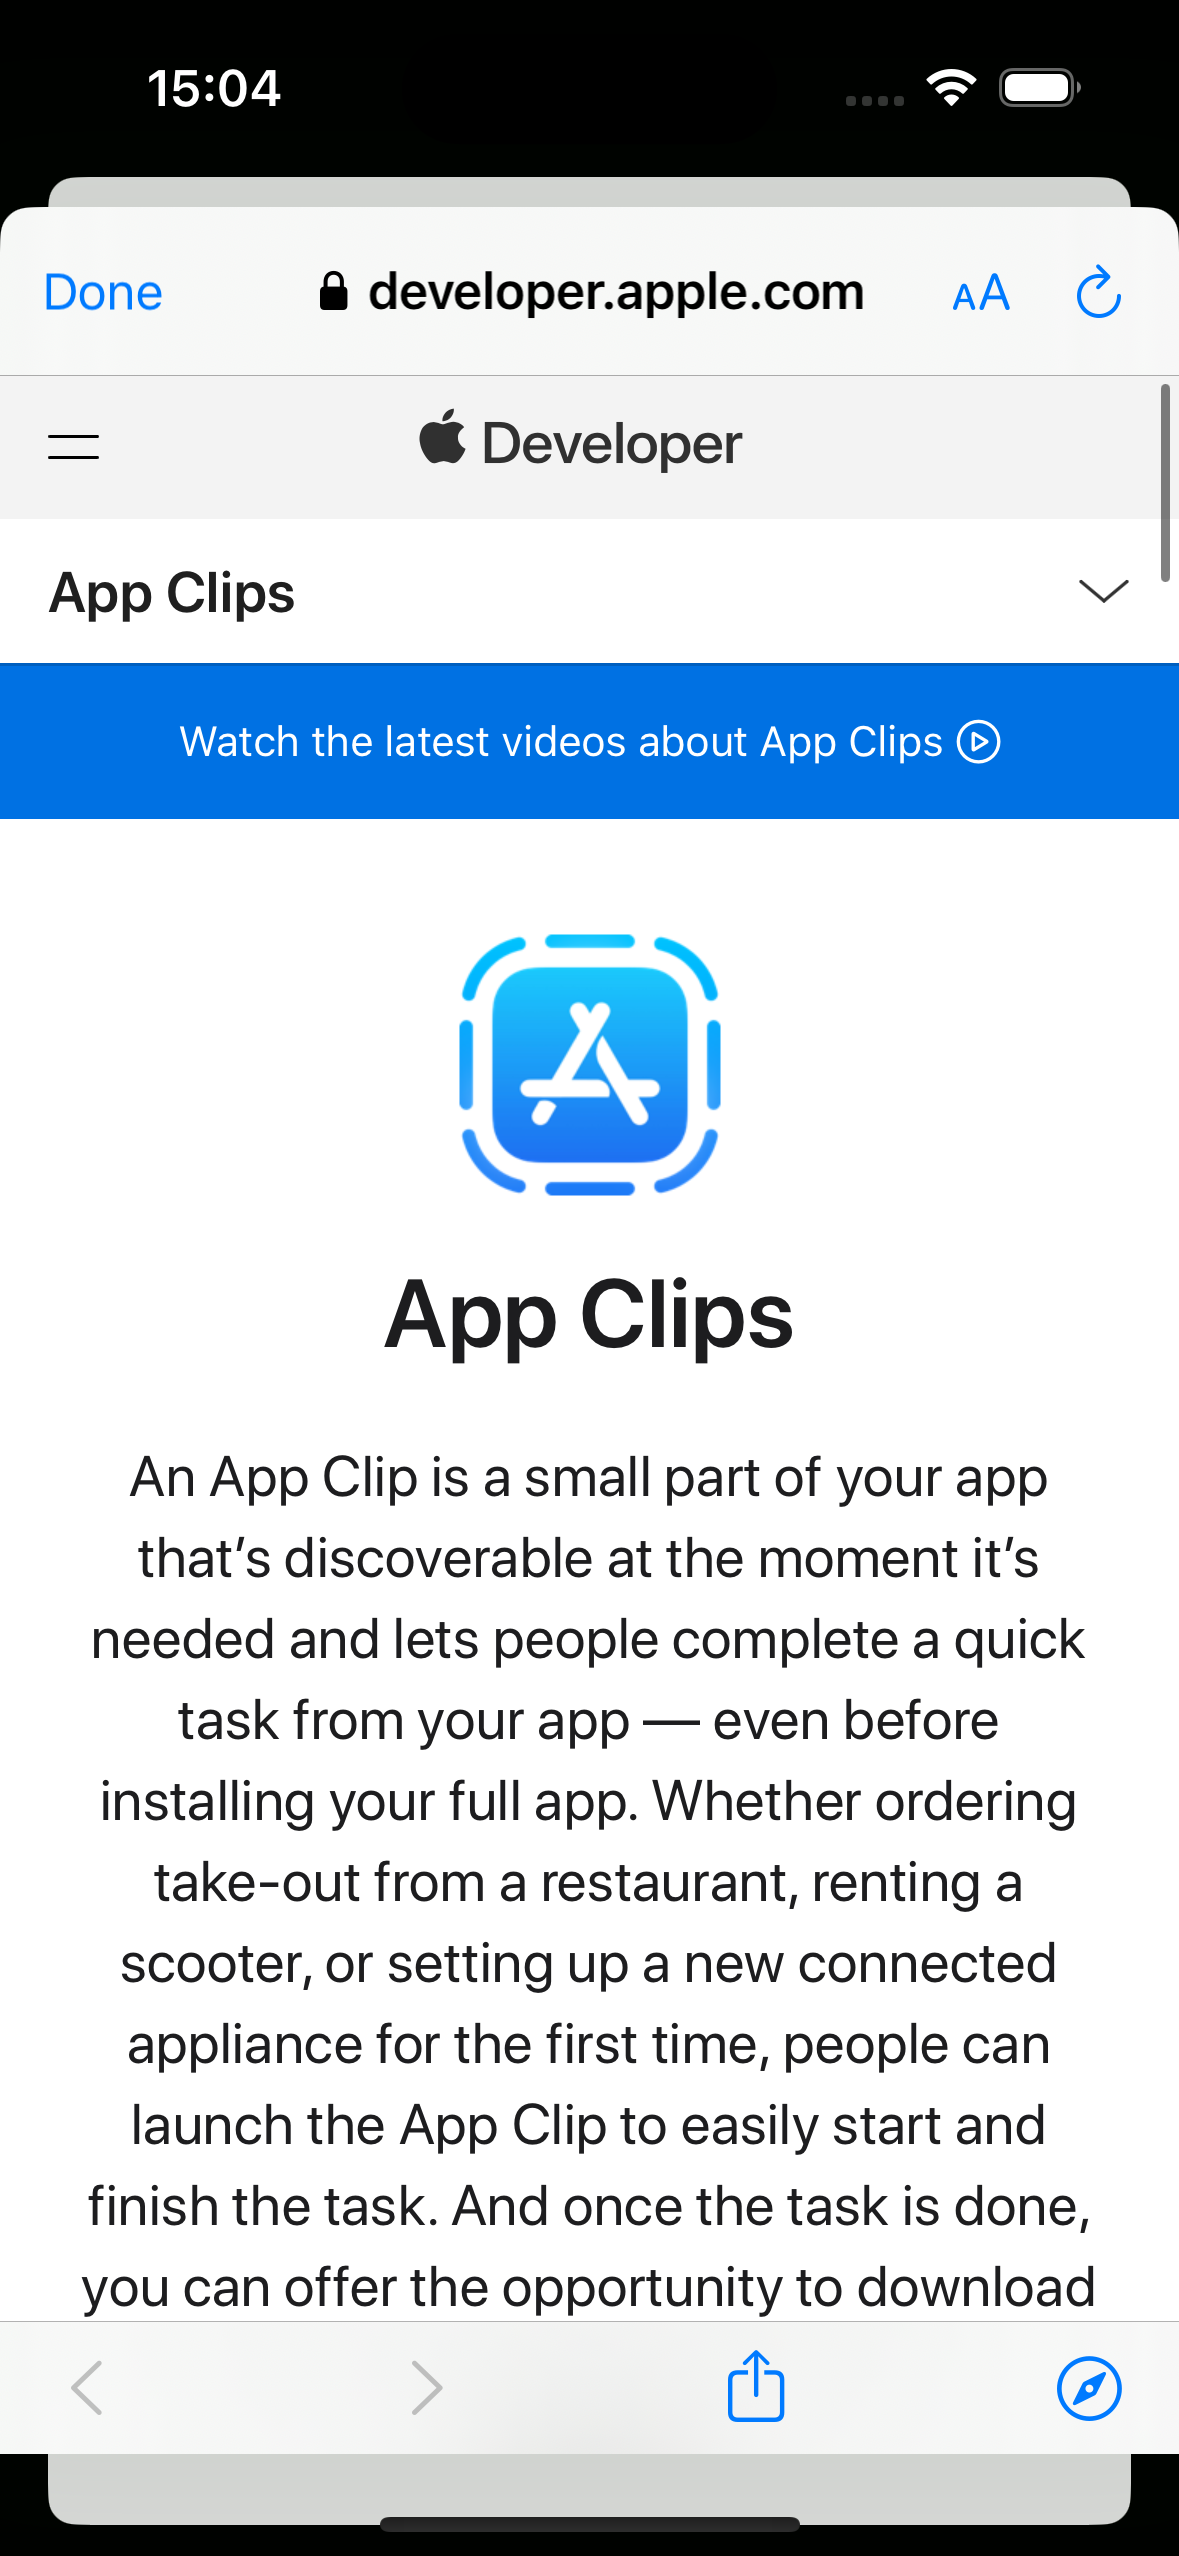 15:04
Done
developer.apple.com
AA
Developer
App Clips
Watch the latest videos about App Clips
App Clips
An App Clip is a small part of your app
that’s discoverable at the moment it’s
needed and lets people complete a quick
task from your app — even before
installing your full app. Whether ordering
take-out from a restaurant, renting a
scooter, or setting up a new connected
appliance for the first time, people can
launch the App Clip to easily start and
finish the task. And once the task is done,
you can offer the opportunity to download